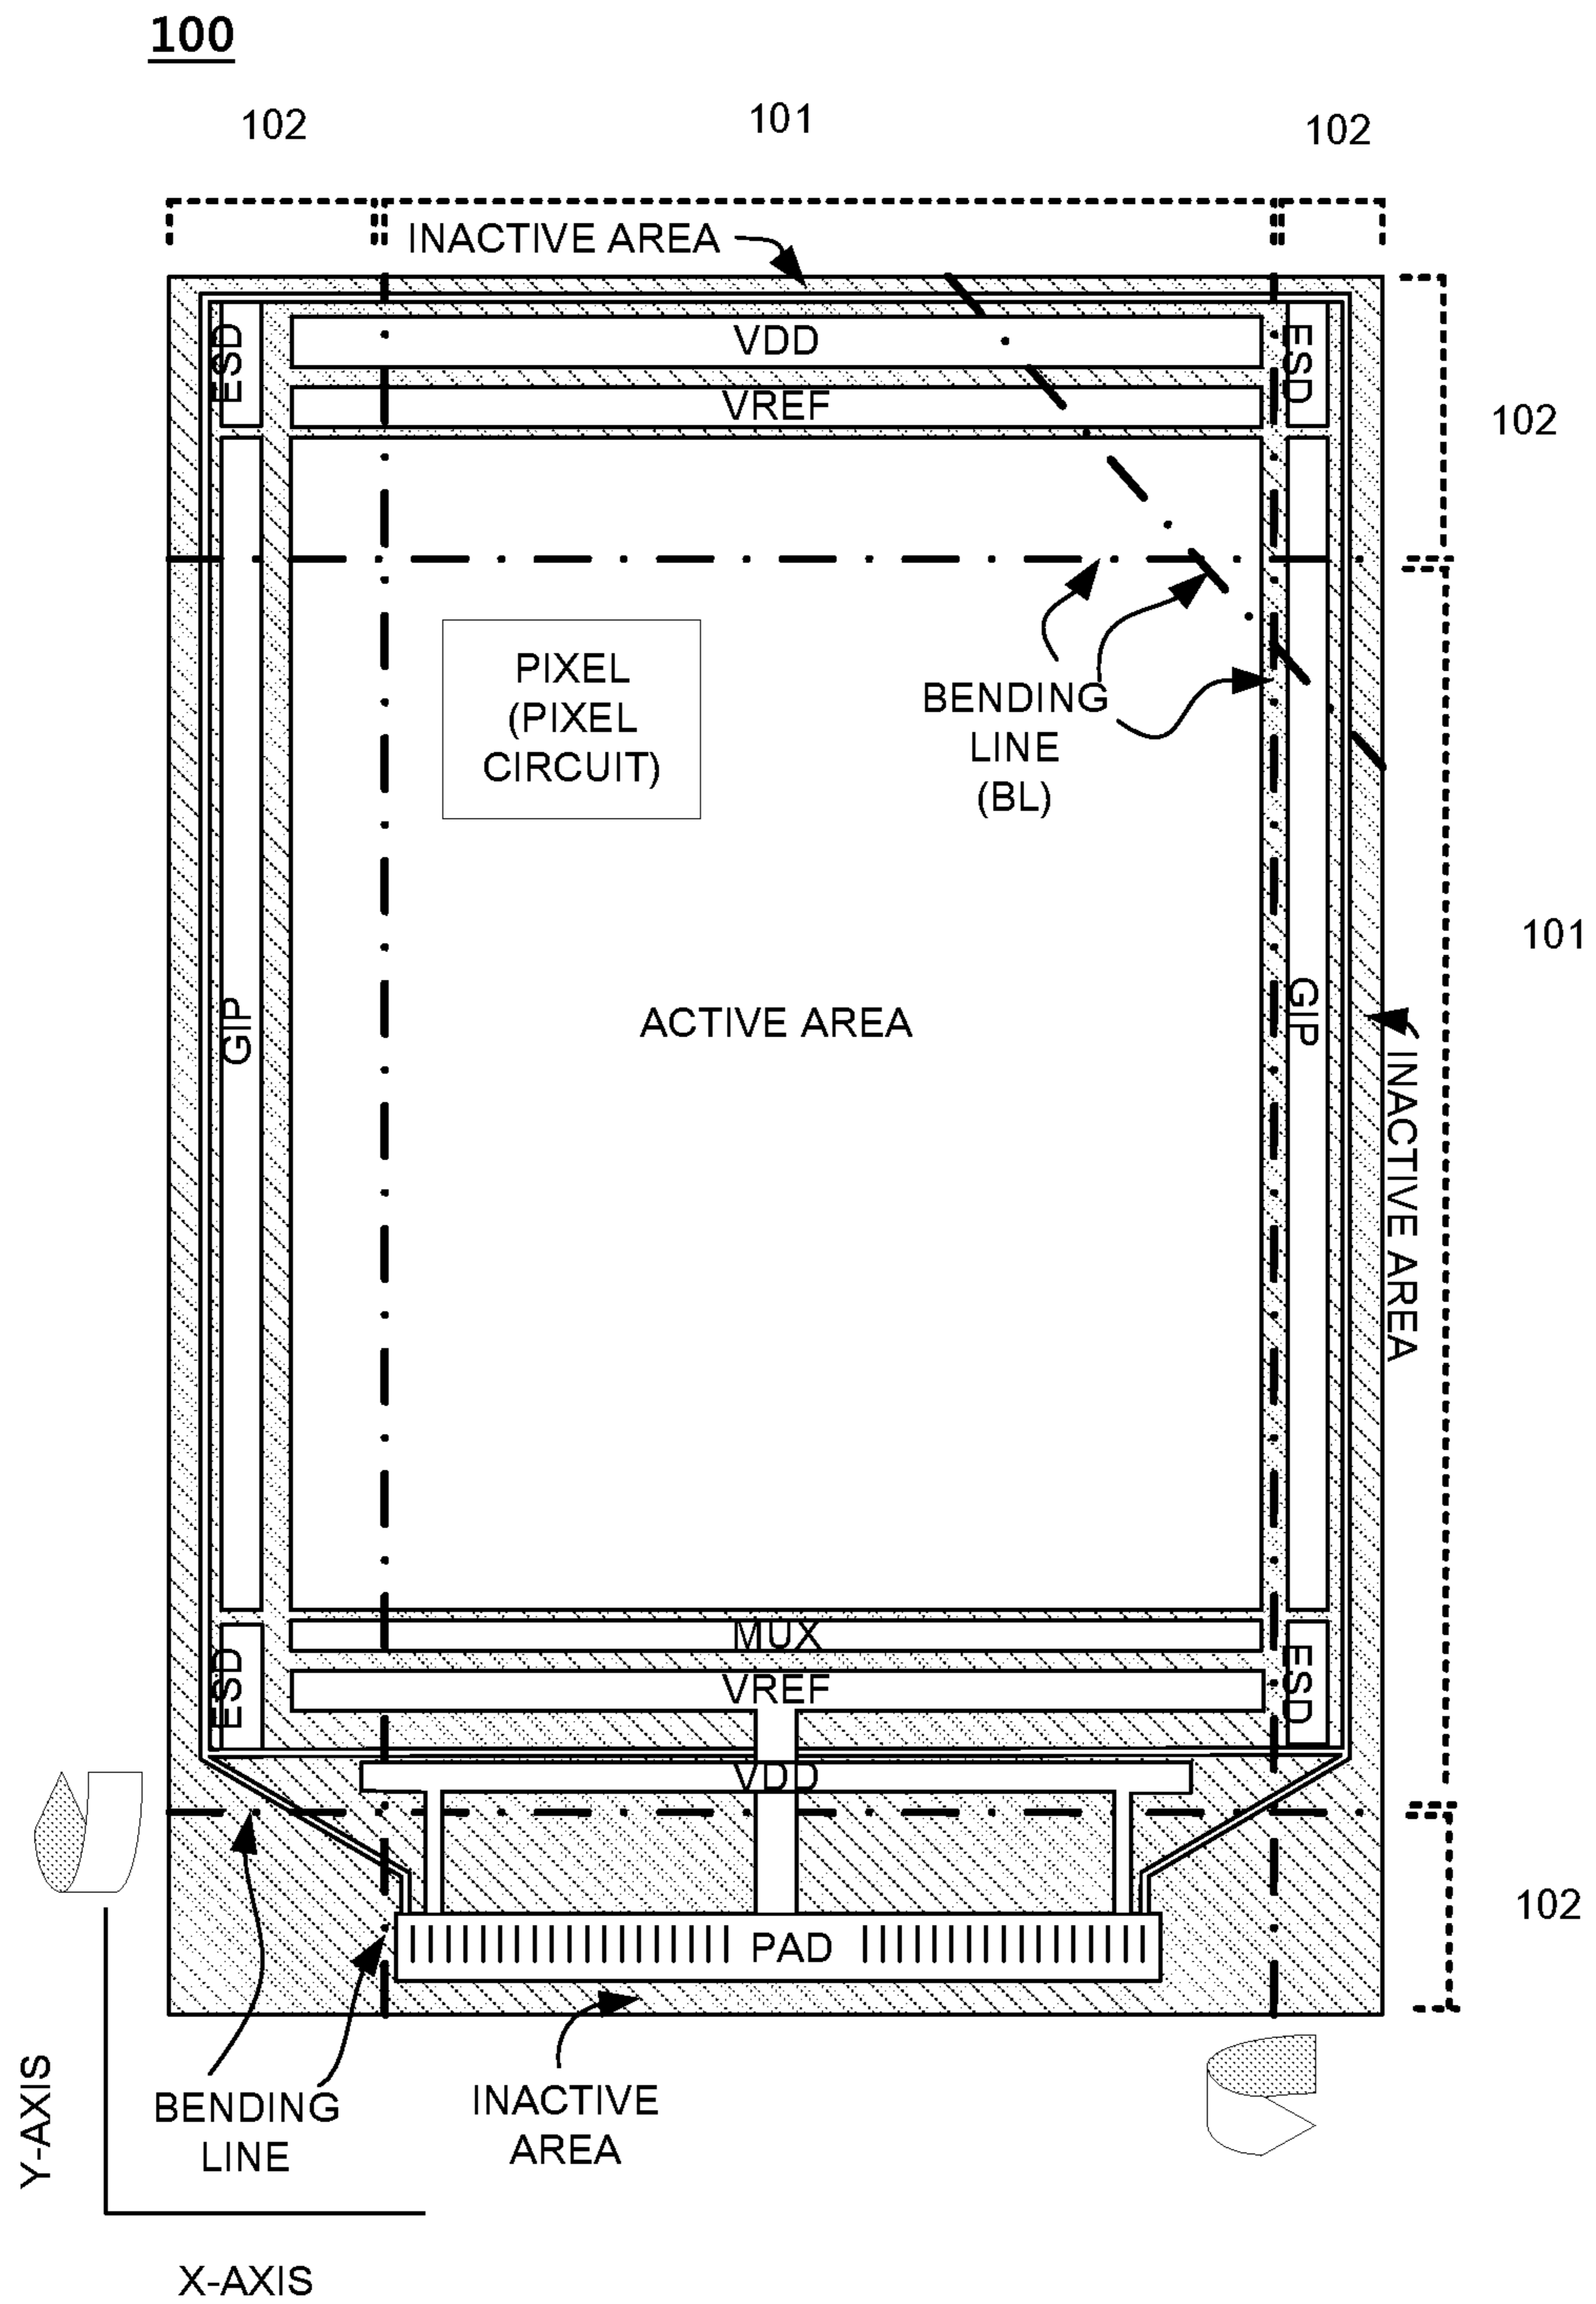 100
102
101
102
INACTIVE AREA
ESD
VDD
ESD
VREF
102
PIXEL
(PIXEL
CIRCUIT)
BENDING
LINE
(BL)
101
GIP
ACTIVE AREA
GIP
INACTIVE AREA
MUX
ESD
VREF
ESD
VDD
102
PAD
BENDING
LINE
INACTIVE
AREA
Y-AXIS
X-AXIS